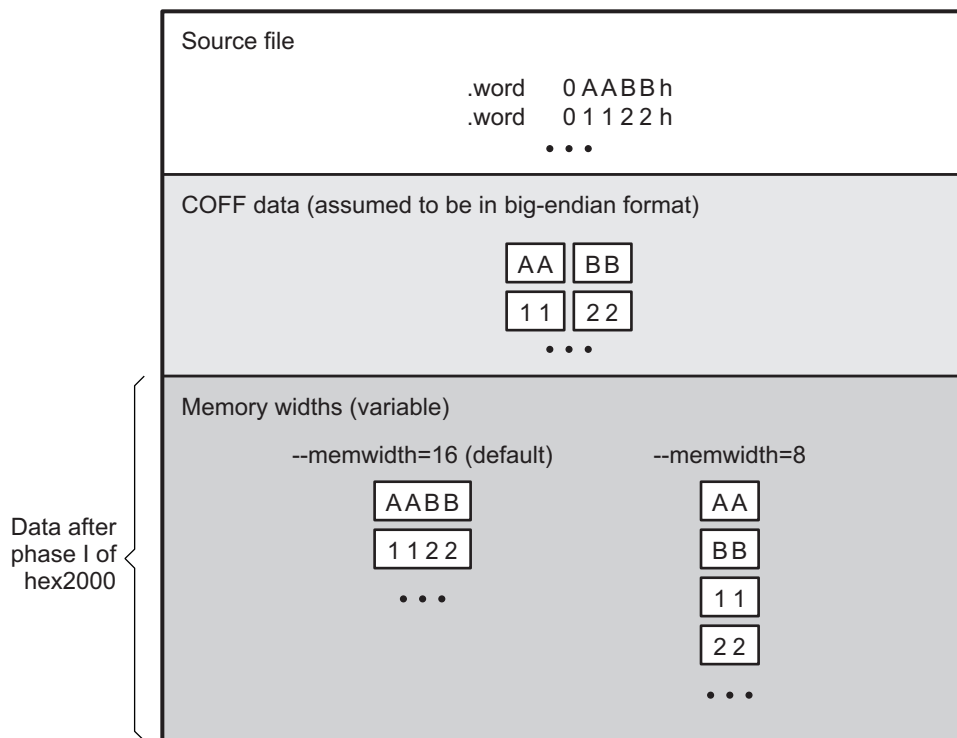 Source file
.word 0AABBh
.word 01122h
• • •
COFF data (assumed to be in big-endian format)
AA BB
11 22
• • •
Memory widths (variable)
--memwidth=16 (default) --memwidth=8
AABB AA
1122 BB
• • • 11
22
• • •
Data after
phase I of
hex2000